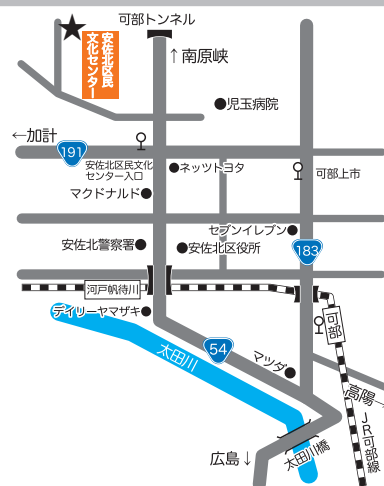 可部トンネル
安佐北区民
文化センター
↑南原峡
●児玉病院
←加計
191
安佐北区民文化
センター入口
●ネッツトヨタ
可部上市
マクドナルド●
セブンイレブン●
安佐北警察署●
●安佐北区役所
183
河戸帆待川
デイリーヤマザキ●
可部
太田川
54
マツダ
高陽→
JR可部線
太田川橋
広島↓